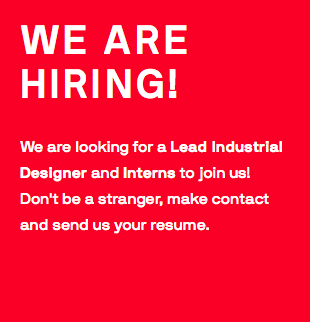 WE ARE
HIRING!
We are looking for a Lead Industrial
Designer and Interns to join us!
Don't be a stranger, make contact
and send us your resume.